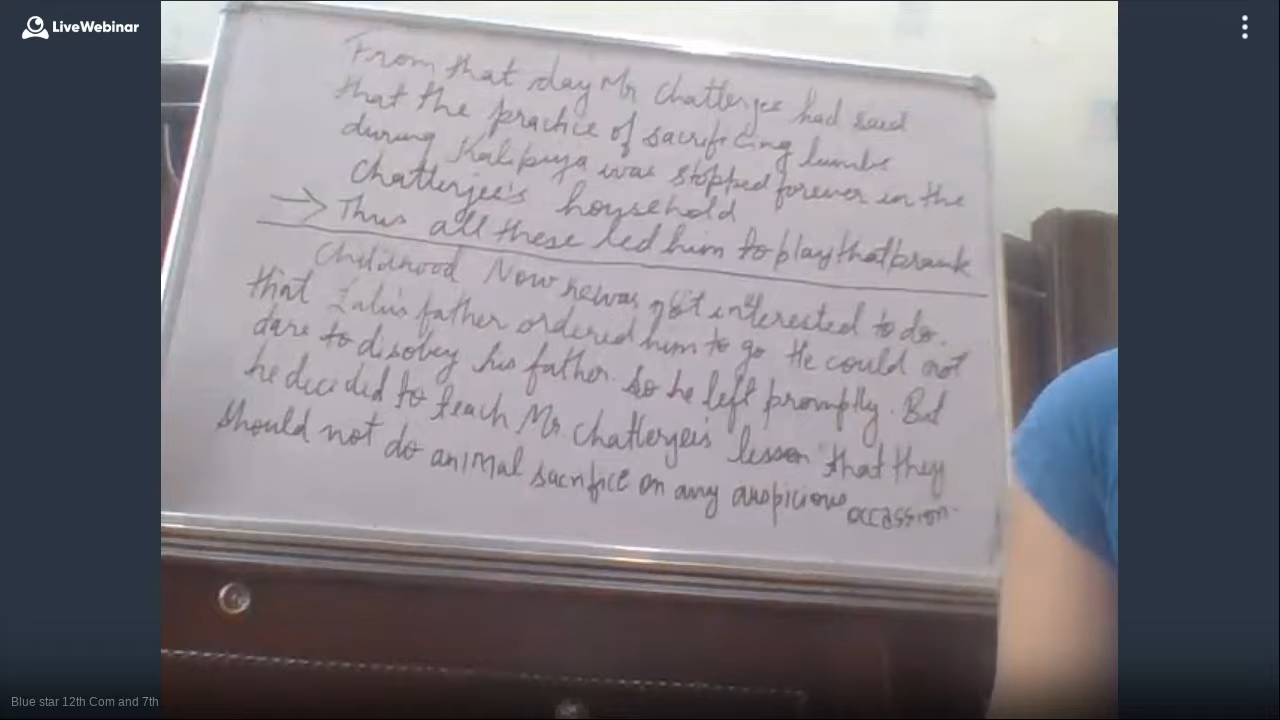 LiveWebinar
From that day Mr Chatterjee had said
that the practice of sacrificing lumbs
during Kalipuja was stopped forever in the
Chatterjee's household
→ Thus all these led him to play that prank
Childhood Now he was not interested to do.
that Lalu's father ordered him to go He could not
dare to disobey his father. So he left promptly. But
he decided to teach Mr Chatterjee's lesson that they
should not do animal sacrifice on any auspicious occassion.
Blue star 12th Com and 7th